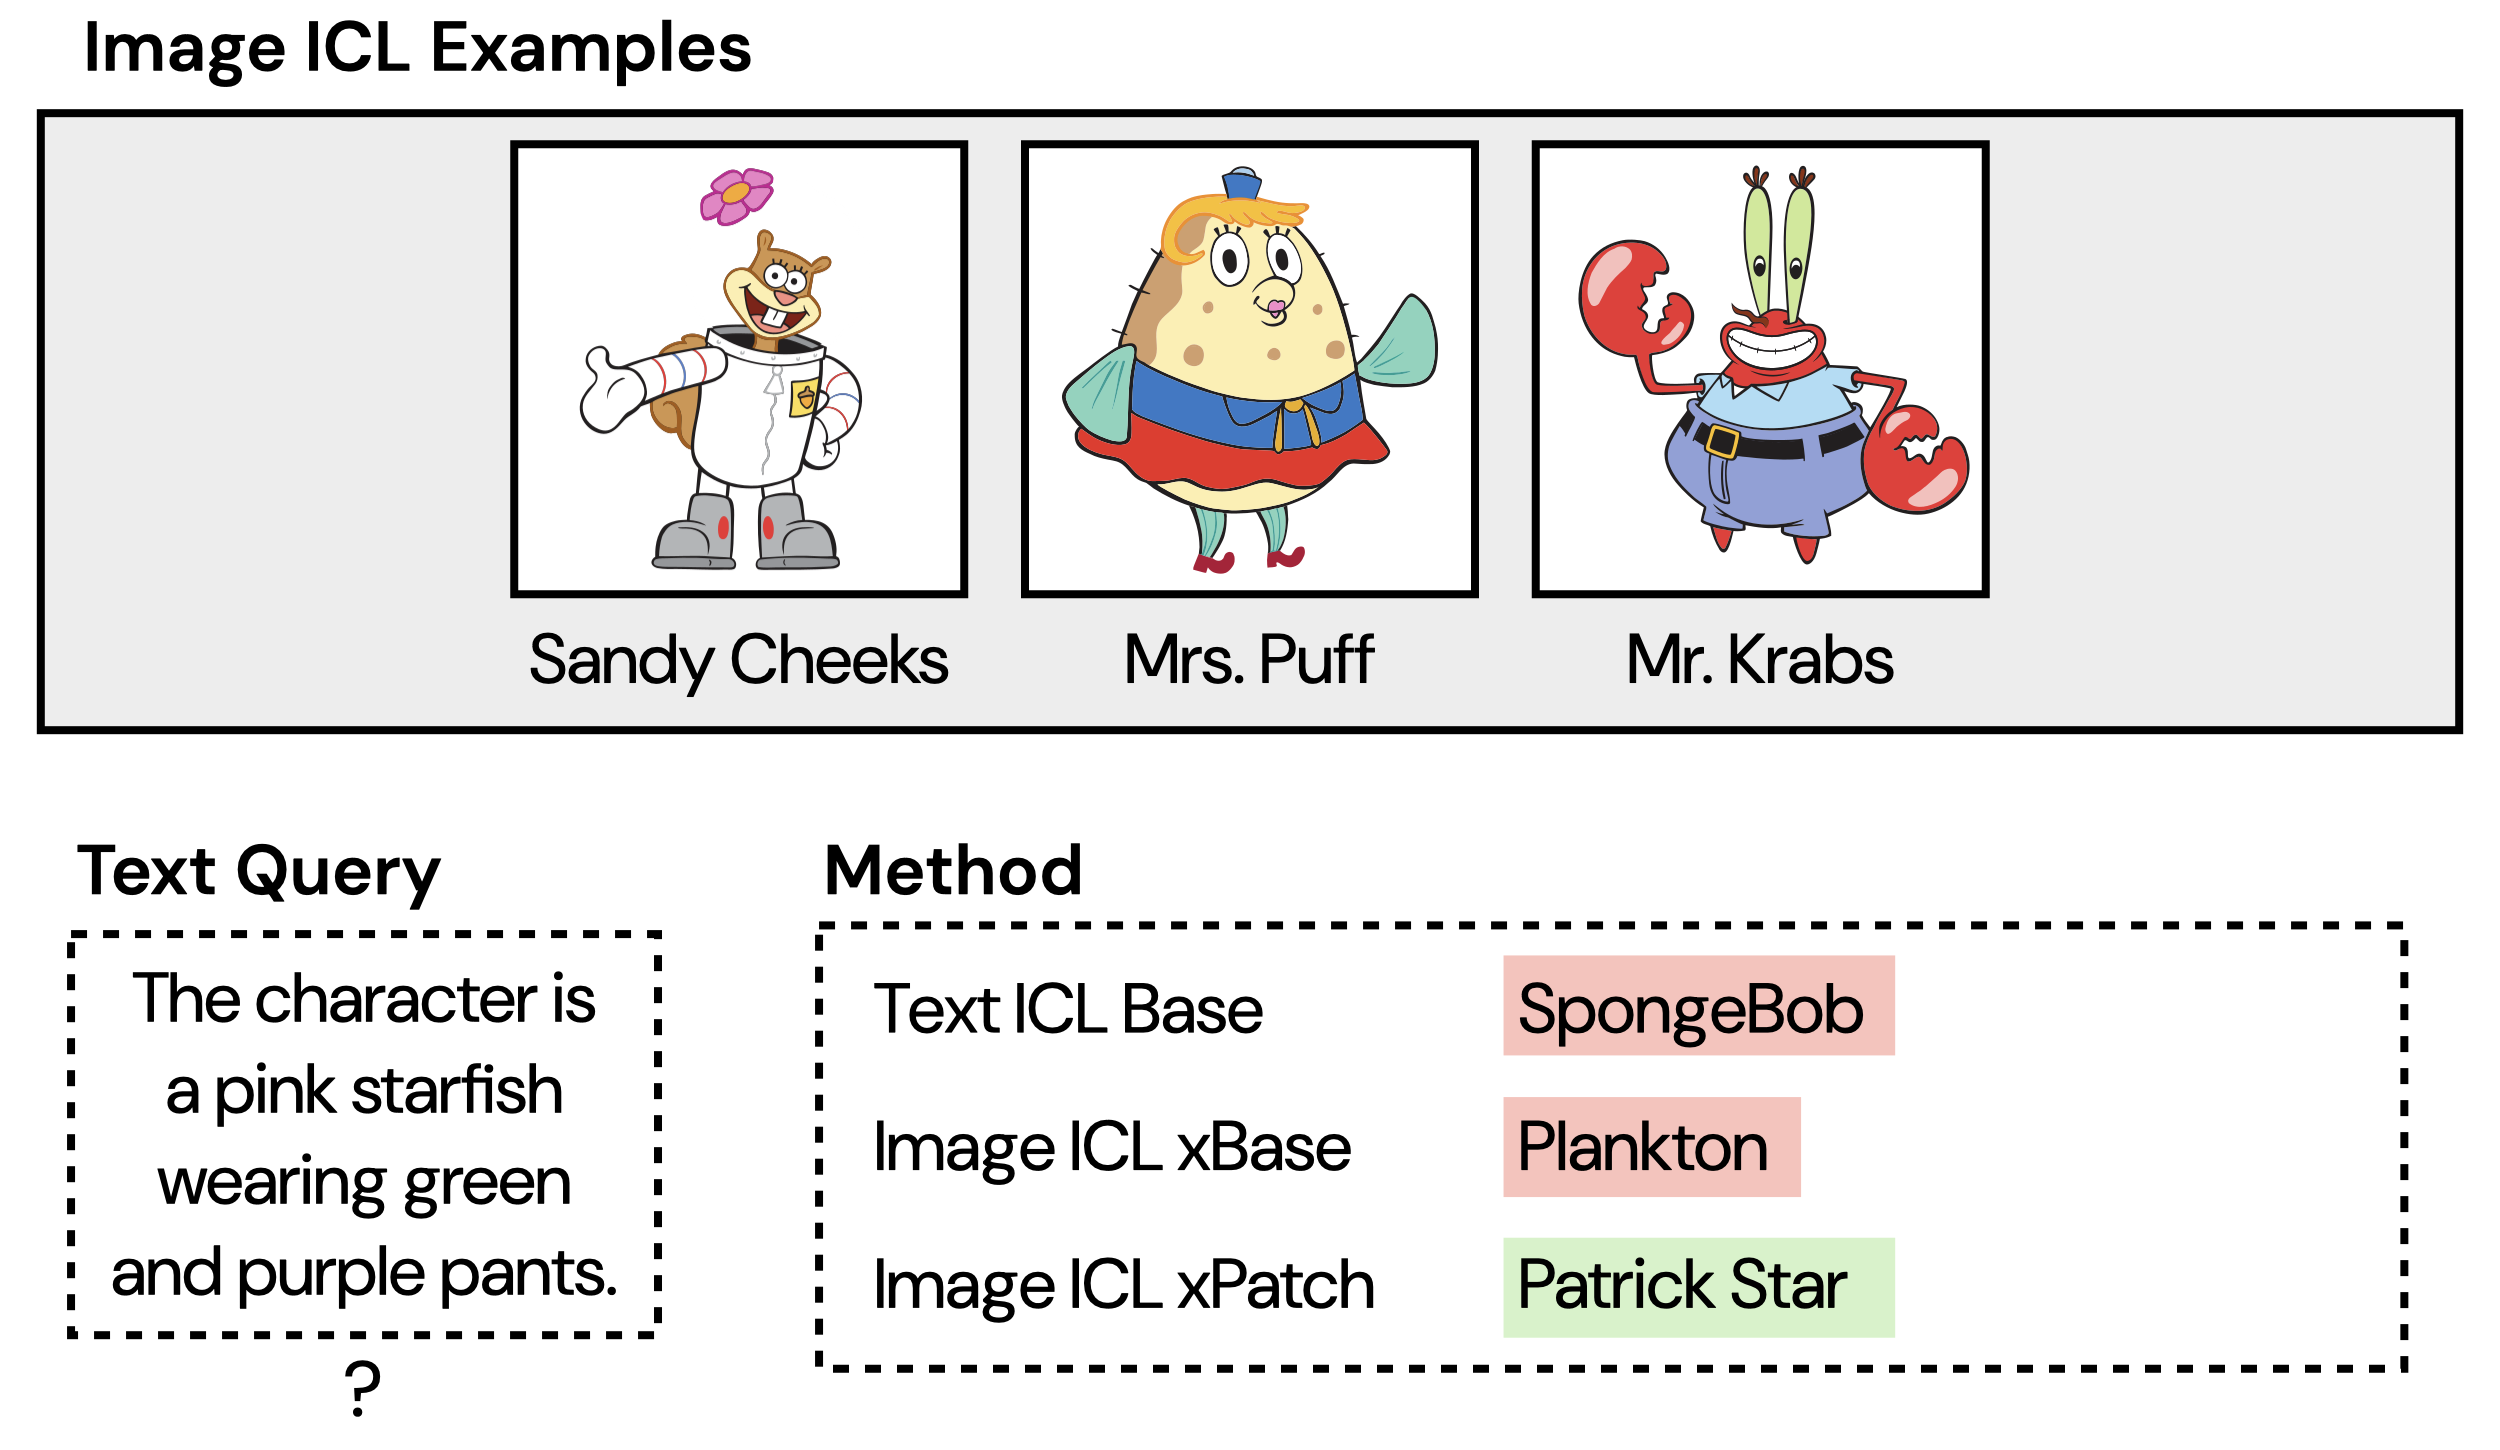 Image ICL Examples
Sandy Cheeks
Mrs. Puff
Mr. Krabs
Text Query
The character is
a pink starfish
wearing green
and purple pants.
?
Method
Text ICL Base
SpongeBob
Image ICL xBase
Plankton
Image ICL xPatch
Patrick Star